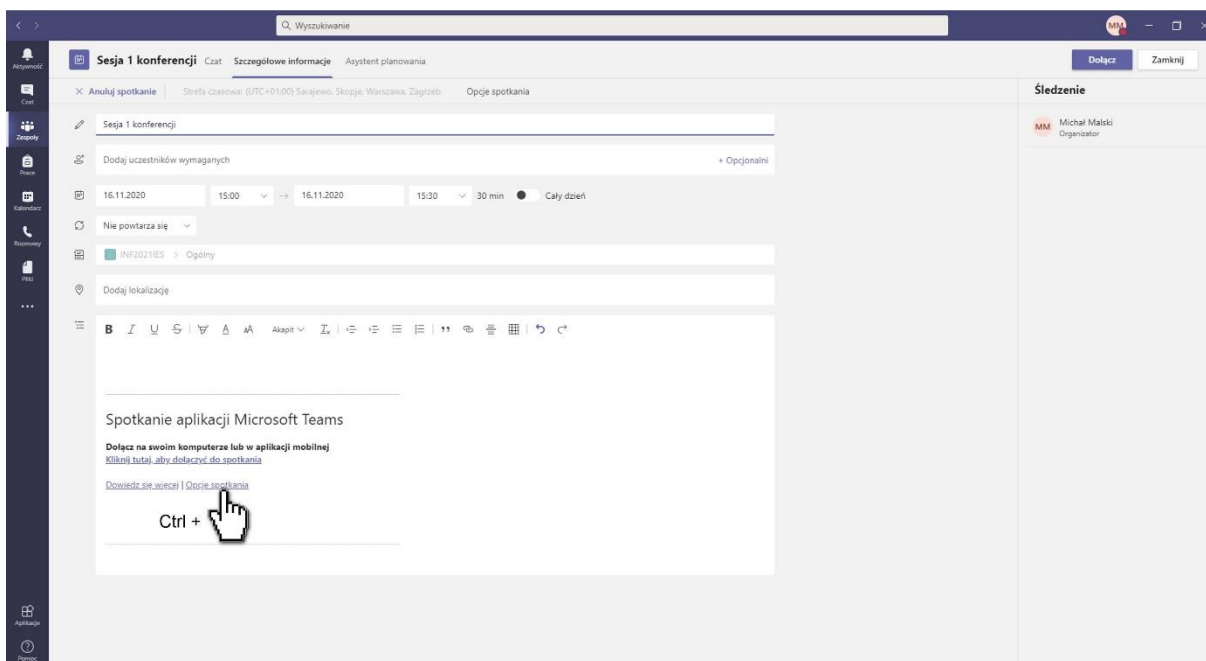 Wyszukiwanie
MM
Aktywność
Czat
Zespoły
Prace
Kalendarz
Rozmowy
Pliki
Aplikacje
Pomoc
Sesja 1 konferencji Czat Szczegółowe informacje Asystent planowania
Dołącz Zamknij
Anuluj spotkanie Strefa czasowa: (UTC+01:00) Sarajewo, Skopje, Warszawa, Zagrzeb Opcje spotkania
Śledzenie
MM Michał Malski
Organizator
Sesja 1 konferencji
Dodaj uczestników wymaganych + Opcjonalni
16.11.2020 15:00 → 16.11.2020 15:30 30 min Cały dzień
Nie powtarza się
INF2021IES > Ogólny
Dodaj lokalizację
B I U S A AA Akapit
Spotkanie aplikacji Microsoft Teams
Dołącz na swoim komputerze lub w aplikacji mobilnej
Kliknij tutaj, aby dołączyć do spotkania
Dowiedz się więcej | Opcje spotkania
Ctrl +